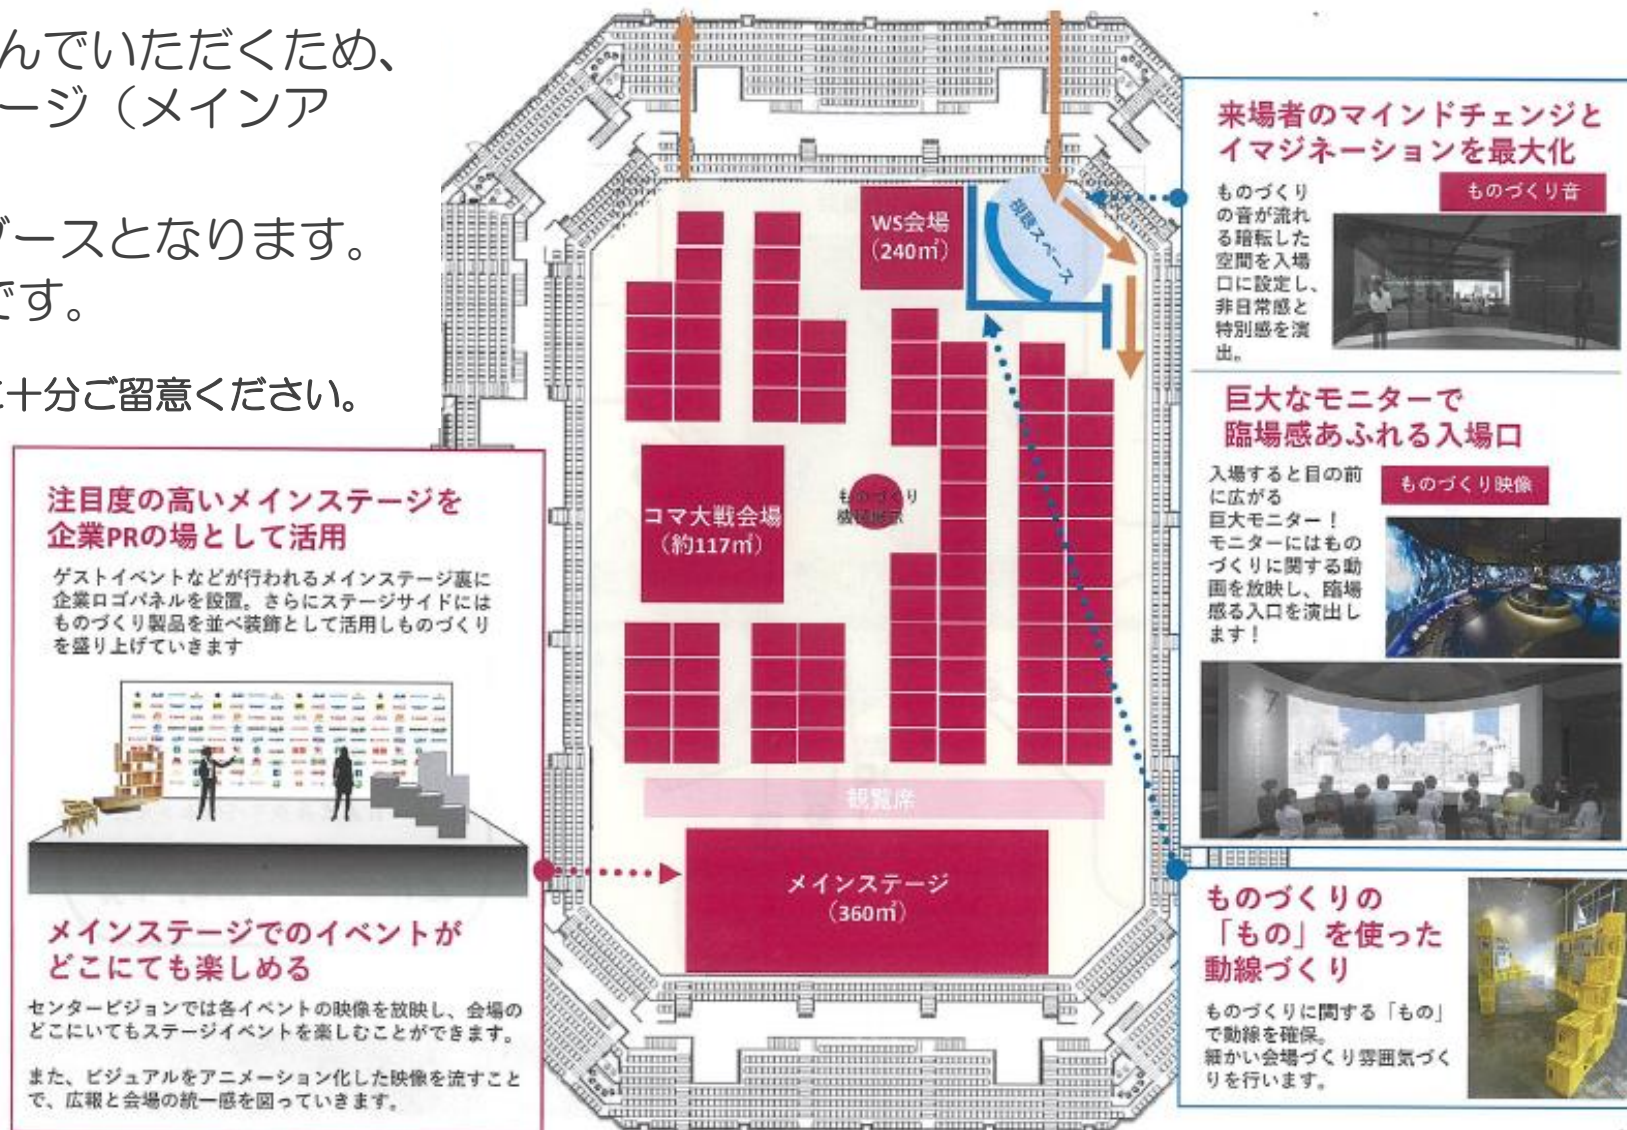 んでいただくため、
ージ（メインア
ブースとなります。
です。
に十分ご留意ください。
注目度の高いメインステージを
企業PRの場として活用
ゲストイベントなどが行われるメインステージ裏に
企業ロゴパネルを設置。さらにステージサイドには
ものづくり製品を並べ装飾として活用しものづくり
を盛り上げていきます
メインステージでのイベントが
どこにても楽しめる
センタービジョンでは各イベントの映像を放映し、会場の
どこにいてもステージイベントを楽しむことができます。
また、ビジュアルをアニメーション化した映像を流すこと
で、広報と会場の統一感を図っていきます。
WS会場
（240㎡）
視聴スペース
コマ大戦会場
（約117㎡）
ものづくり
機械展示
観覧席
メインステージ
（360㎡）
来場者のマインドチェンジと
イマジネーションを最大化
ものづくり
の音が流れ
る暗転した
空間を入場
口に設定し、
非日常感と
特別感を演
出。
ものづくり音
巨大なモニターで
臨場感あふれる入場口
入場すると目の前
に広がる
巨大モニター！
モニターにはもの
づくりに関する動
画を放映し、臨場
感る入口を演出し
ます！
ものづくり映像
ものづくりの
「もの」を使った
動線づくり
ものづくりに関する「もの」
で動線を確保。
細かい会場づくり雰囲気づく
りを行います。